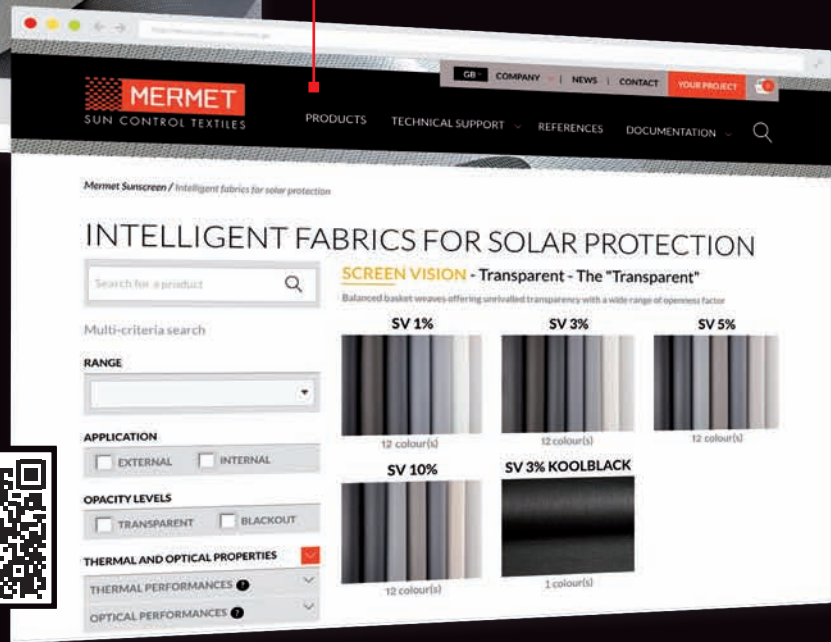 GB
COMPANY
NEWS
CONTACT
YOUR PROJECT
0
MERMET
SUN CONTROL TEXTILES
PRODUCTS
TECHNICAL SUPPORT
REFERENCES
DOCUMENTATION
Mermet Sunscreen / Intelligent fabrics for solar protection
INTELLIGENT FABRICS FOR SOLAR PROTECTION
Search for a product
Multi-criteria search
RANGE
APPLICATION
EXTERNAL
INTERNAL
OPACITY LEVELS
TRANSPARENT
BLACKOUT
THERMAL AND OPTICAL PROPERTIES
THERMAL PERFORMANCES ?
OPTICAL PERFORMANCES ?
SCREEN VISION - Transparent - The "Transparent"
Balanced basket weaves offering unrivalled transparency with a wide range of openness factor
SV 1%
SV 3%
SV 5%
12 colour(s)
12 colour(s)
12 colour(s)
SV 10%
SV 3% KOOLBLACK
12 colour(s)
1 colour(s)